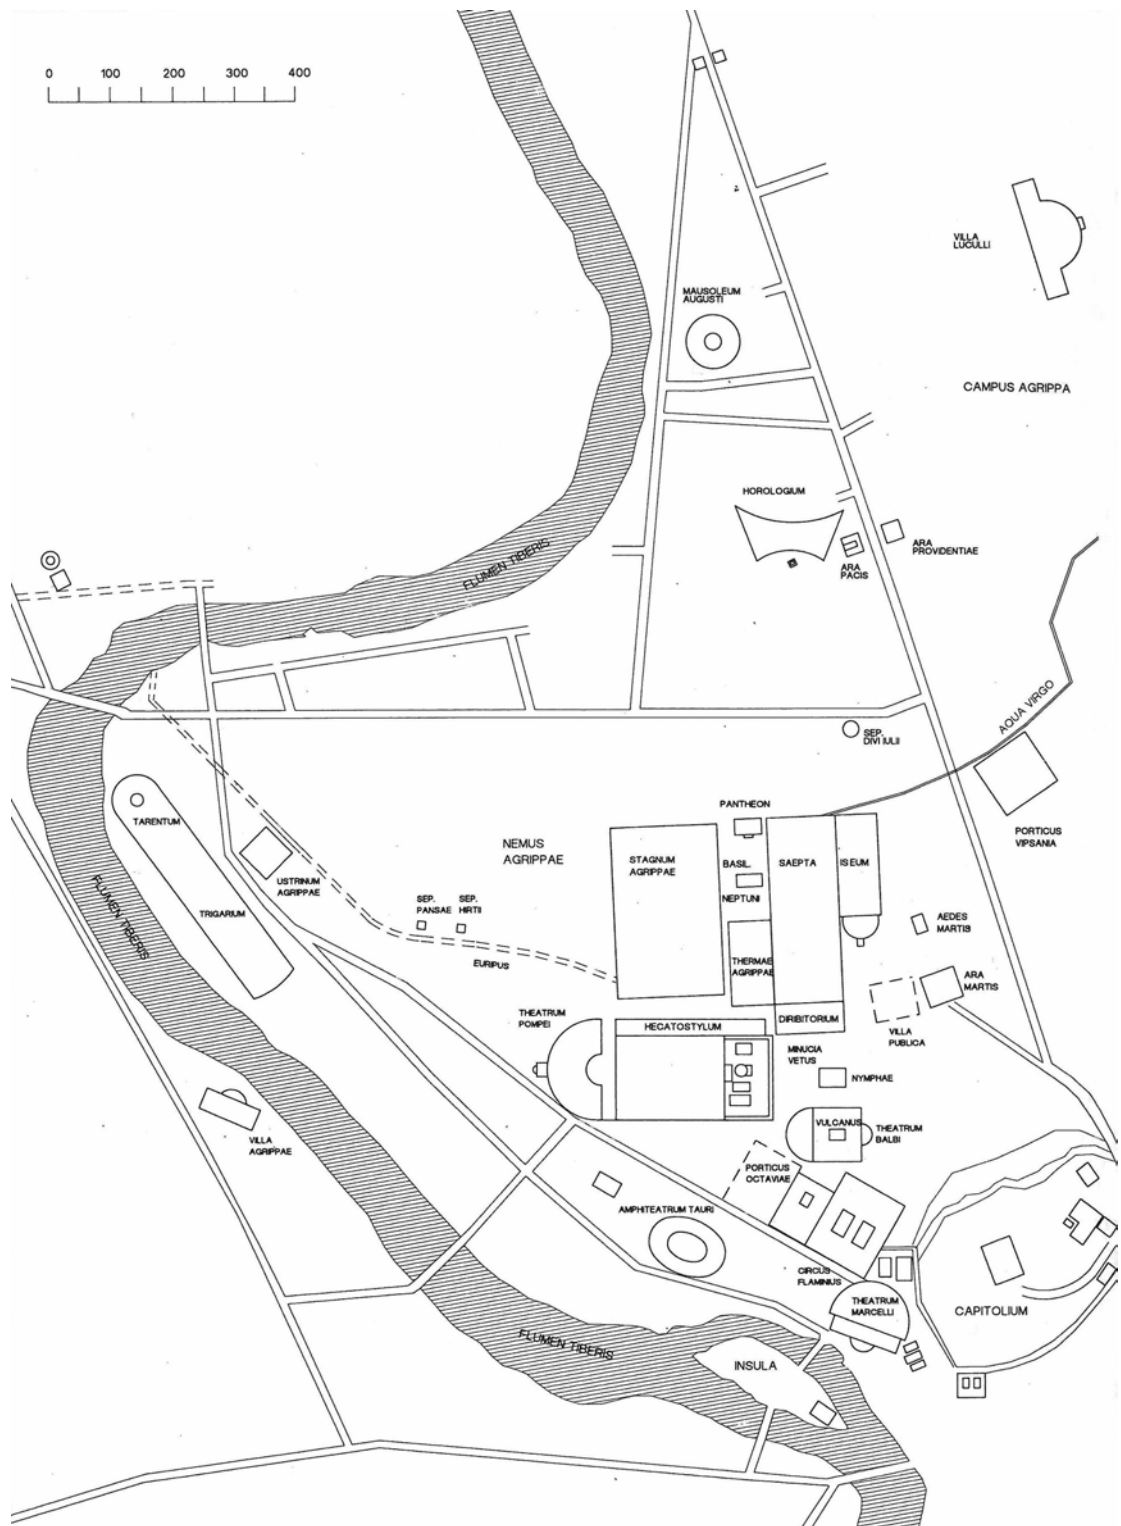 0 100 200 300 400
VILLA
LUCULLI
MAUSOLEUM
AUGUSTI
CAMPUS AGRIPPA
HOROLOGIUM
ARA
PROVIDENTIAE
ARA
PACIS
FLUMEN TIBERIS
AQUA VIRGO
SEP.
DIVI IULII
PORTICUS
VIPSANIA
PANTHEON
TARENTUM
NEMUS
AGRIPPAE
STAGNUM
AGRIPPAE
BASIL.
NEPTUNI
SAEPTA
ISEUM
USTRINUM
AGRIPPAE
TRIGARIUM
FLUMEN TIBERIS
SEP.
PANSAE
SEP.
HIRTII
EURIPUS
AEDES
MARTIS
THERMAE
AGRIPPAE
ARA
MARTIS
THEATRUM
POMPEI
HECATOSTYLUM
DIRIBITORIUM
VILLA
PUBLICA
MINUCIA
VETUS
NYMPHAE
VILLA
AGRIPPAE
VULCANUS
THEATRUM
BALBI
PORTICUS
OCTAVIAE
AMPHITEATRUM TAURI
CIRCUS
FLAMINIUS
THEATRUM
MARCELLI
CAPITOLIUM
FLUMEN TIBERIS
INSULA